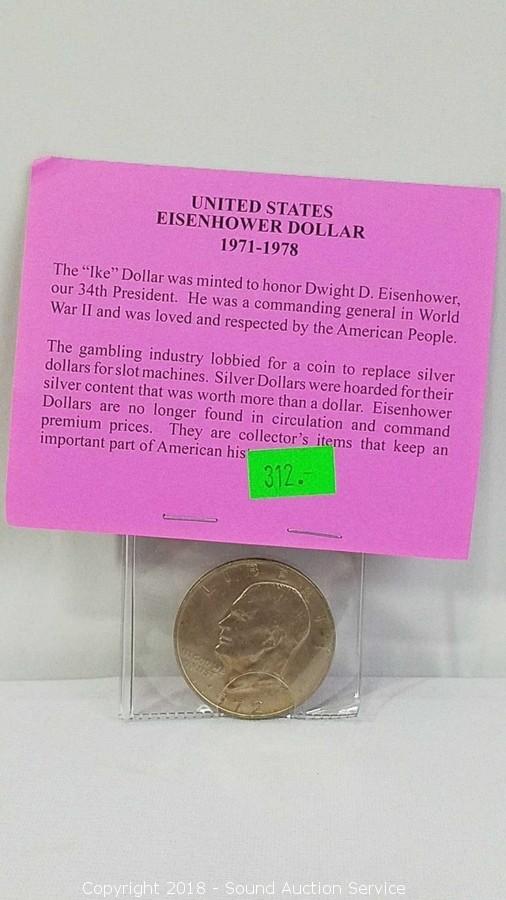 UNITED STATES
EISENHOWER DOLLAR
1971-1978
The "Ike" Dollar was minted to honor Dwight D. Eisenhower,
our 34th President. He was a commanding general in World
War II and was loved and respected by the American People.
The gambling industry lobbied for a coin to replace silver
dollars for slot machines. Silver Dollars were hoarded for their
silver content that was worth more than a dollar. Eisenhower
Dollars are no longer found in circulation and command
premium prices. They are collector's items that keep an
important part of American his
312.-
LIBERTY
Copyright 2018 - Sound Auction Service